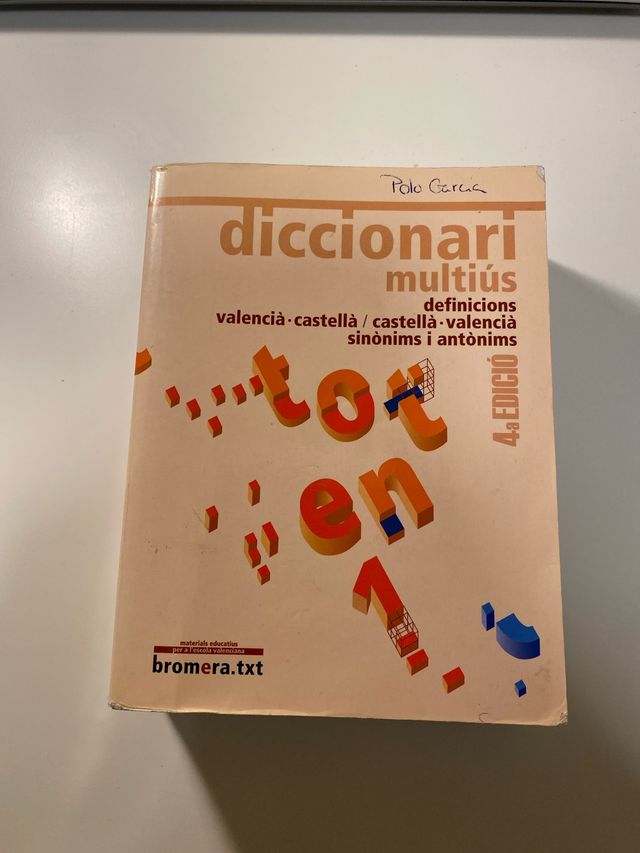 Polo Garcia
diccionari
multiús
definicions
valencià·castellà / castellà·valencià
sinònims i antònims
4.a EDICIÓ
tot
en
1
materials educatius
per a l'escola valenciana
bromera.txt